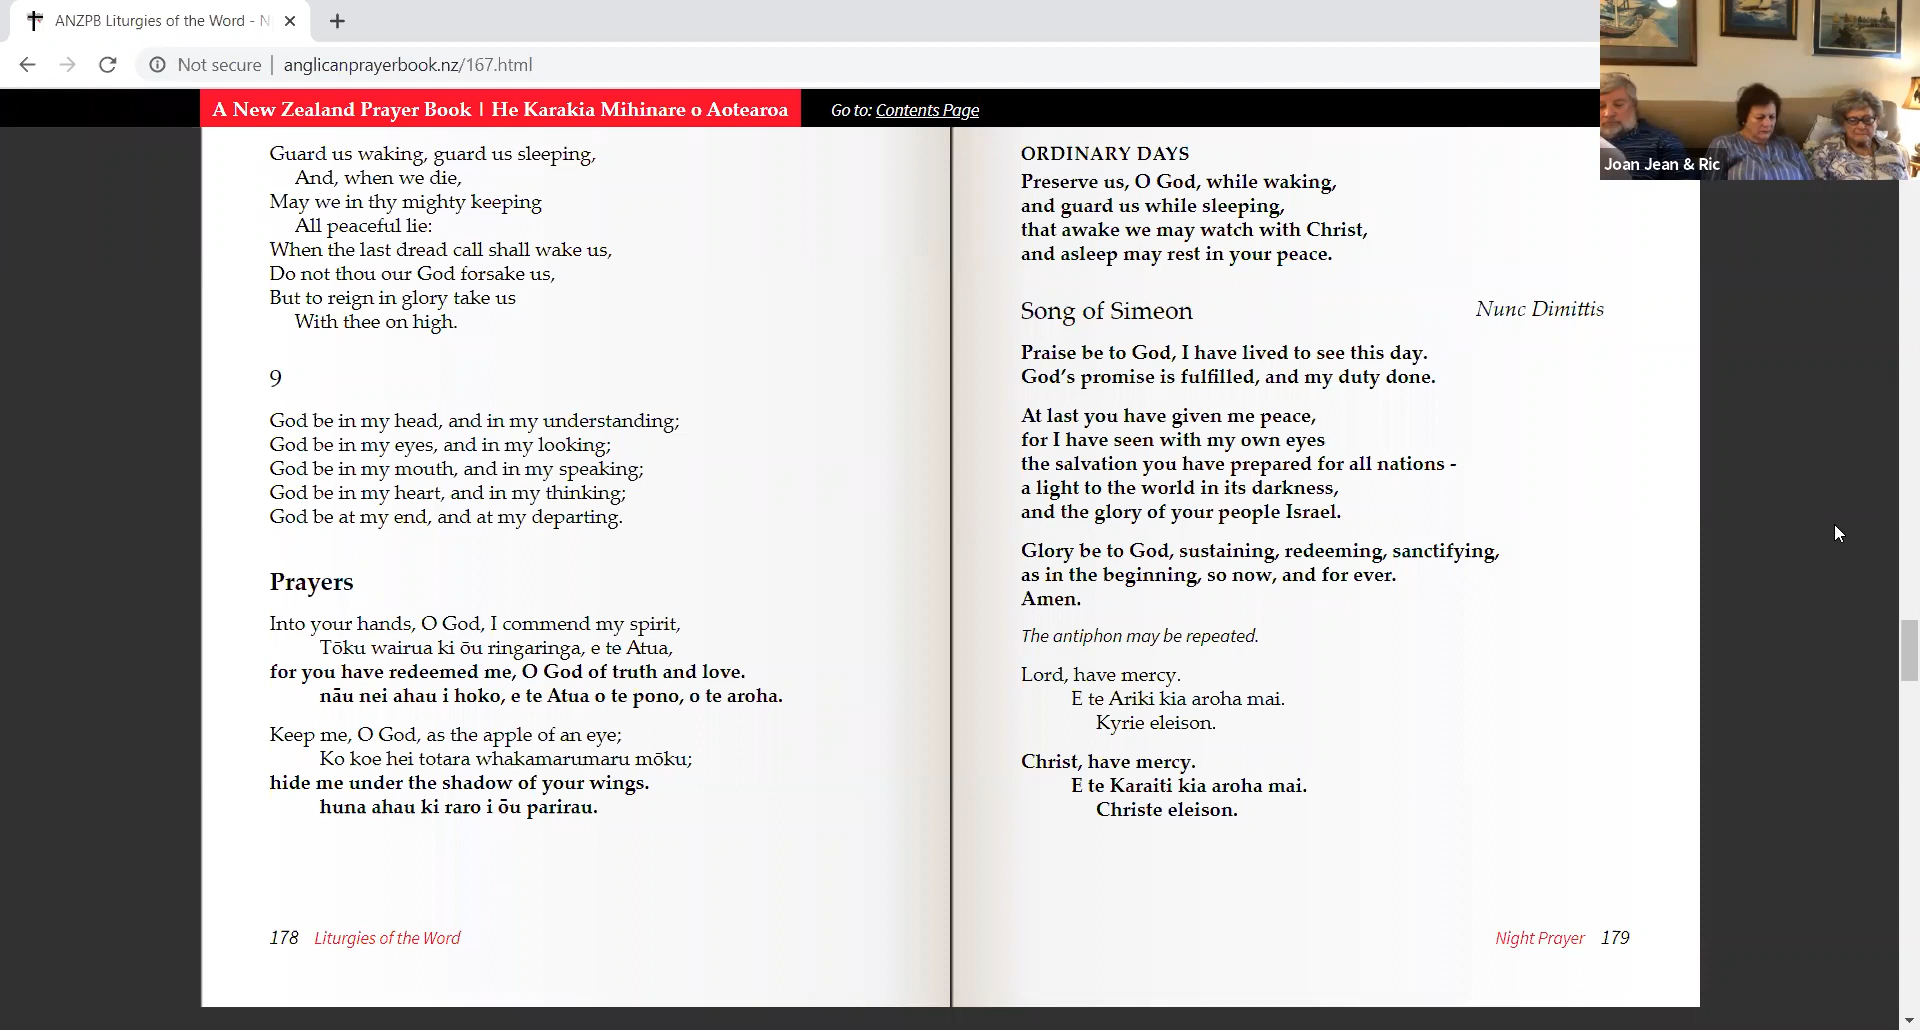 ANZPB Liturgies of the Word - N
Not secure | anglicanprayerbook.nz/167.html
A New Zealand Prayer Book | He Karakia Mihinare o Aotearoa
Go to: Contents Page
Joan Jean & Ric
Guard us waking, guard us sleeping,
And, when we die,
May we in thy mighty keeping
All peaceful lie:
When the last dread call shall wake us,
Do not thou our God forsake us,
But to reign in glory take us
With thee on high.
9
God be in my head, and in my understanding;
God be in my eyes, and in my looking;
God be in my mouth, and in my speaking;
God be in my heart, and in my thinking;
God be at my end, and at my departing.
Prayers
Into your hands, O God, I commend my spirit,
Tōku wairua ki ōu ringaringa, e te Atua,
for you have redeemed me, O God of truth and love.
nāu nei ahau i hoko, e te Atua o te pono, o te aroha.
Keep me, O God, as the apple of an eye;
Ko koe hei totara whakamarumaru mōku;
hide me under the shadow of your wings.
huna ahau ki raro i ōu parirau.
178 Liturgies of the Word
ORDINARY DAYS
Preserve us, O God, while waking,
and guard us while sleeping,
that awake we may watch with Christ,
and asleep may rest in your peace.
Song of Simeon Nunc Dimittis
Praise be to God, I have lived to see this day.
God's promise is fulfilled, and my duty done.
At last you have given me peace,
for I have seen with my own eyes
the salvation you have prepared for all nations -
a light to the world in its darkness,
and the glory of your people Israel.
Glory be to God, sustaining, redeeming, sanctifying,
as in the beginning, so now, and for ever.
Amen.
The antiphon may be repeated.
Lord, have mercy.
E te Ariki kia aroha mai.
Kyrie eleison.
Christ, have mercy.
E te Karaiti kia aroha mai.
Christe eleison.
Night Prayer 179